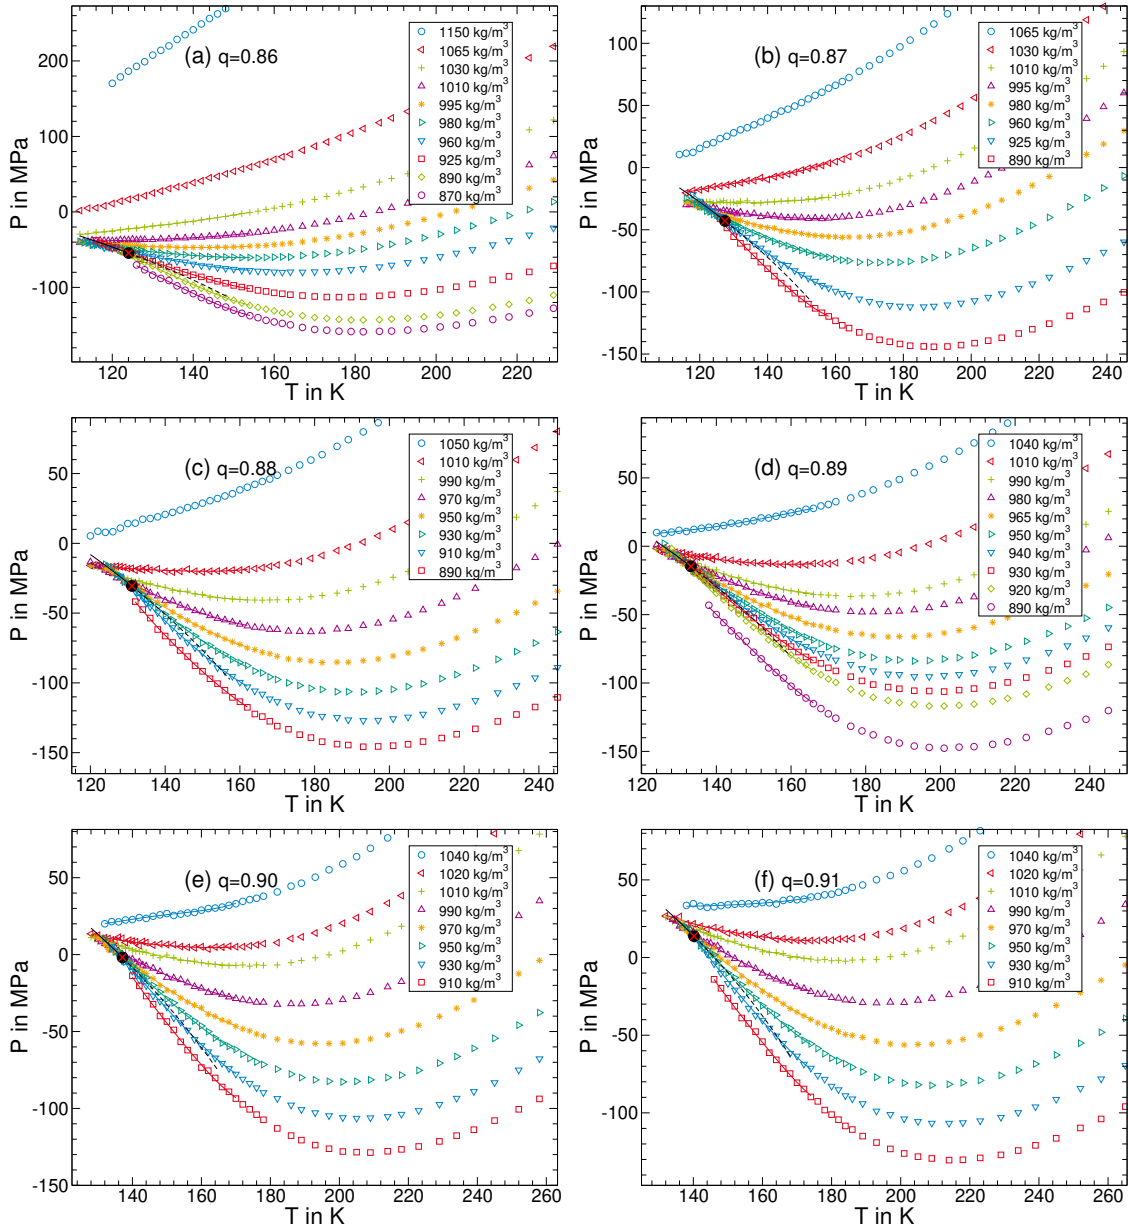 (a) q=0.86
1150 kg/m³
1065 kg/m³
1030 kg/m³
1010 kg/m³
995 kg/m³
980 kg/m³
960 kg/m³
925 kg/m³
890 kg/m³
870 kg/m³
P in MPa
200
100
0
-100
120 140 160 180 200 220
T in K
(b) q=0.87
1065 kg/m³
1030 kg/m³
1010 kg/m³
995 kg/m³
980 kg/m³
960 kg/m³
925 kg/m³
890 kg/m³
P in MPa
100
50
0
-50
-100
-150
120 140 160 180 200 220 240
T in K
(c) q=0.88
1050 kg/m³
1010 kg/m³
990 kg/m³
970 kg/m³
950 kg/m³
930 kg/m³
910 kg/m³
890 kg/m³
P in MPa
50
0
-50
-100
-150
120 140 160 180 200 220 240
T in K
(d) q=0.89
1040 kg/m³
1010 kg/m³
990 kg/m³
980 kg/m³
965 kg/m³
950 kg/m³
940 kg/m³
930 kg/m³
920 kg/m³
890 kg/m³
P in MPa
50
0
-50
-100
-150
120 140 160 180 200 220 240
T in K
(e) q=0.90
1040 kg/m³
1020 kg/m³
1010 kg/m³
990 kg/m³
970 kg/m³
950 kg/m³
930 kg/m³
910 kg/m³
P in MPa
50
0
-50
-100
-150
140 160 180 200 220 240 260
T in K
(f) q=0.91
1040 kg/m³
1020 kg/m³
1010 kg/m³
990 kg/m³
970 kg/m³
950 kg/m³
930 kg/m³
910 kg/m³
P in MPa
50
0
-50
-100
140 160 180 200 220 240 260
T in K